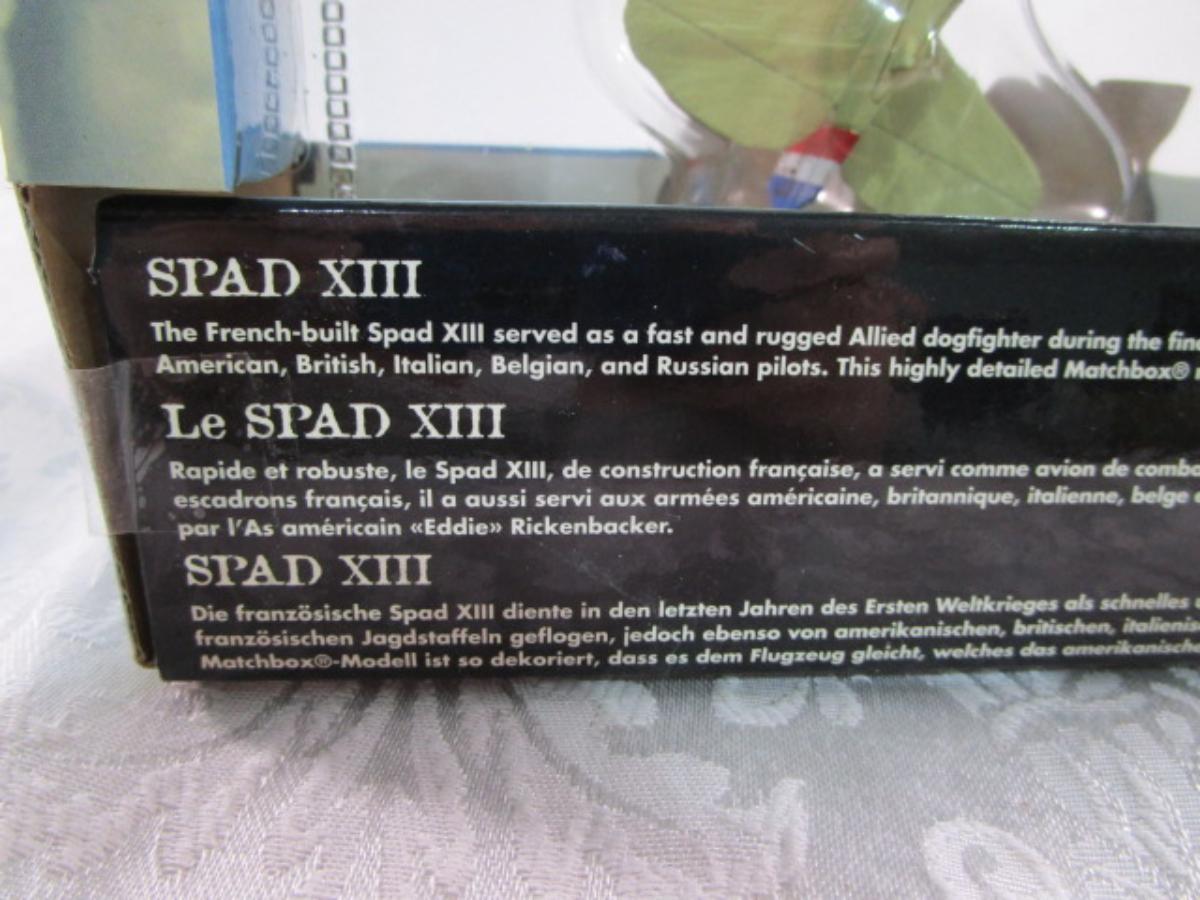 SPAD XIII
The French-built Spad XIII served as a fast and rugged Allied dogfighter during the
American, British, Italian, Belgian, and Russian pilots. This highly detailed Matchbox®
Le SPAD XIII
Rapide et robuste, le Spad XIII, de construction française, a servi comme avion de
escadrons français, il a aussi servi aux armées américaine, britannique, italienne, belge
par l'As américain «Eddie» Rickenbacker.
SPAD XIII
Die französische Spad XIII diente in den letzten Jahren des Ersten Weltkrieges als schnelles
französischen Jagdstaffeln geflogen, jedoch ebenso von amerikanischen, britischen,
Matchbox®-Modell ist so dekoriert, dass es dem Flugzeug gleicht, welches das